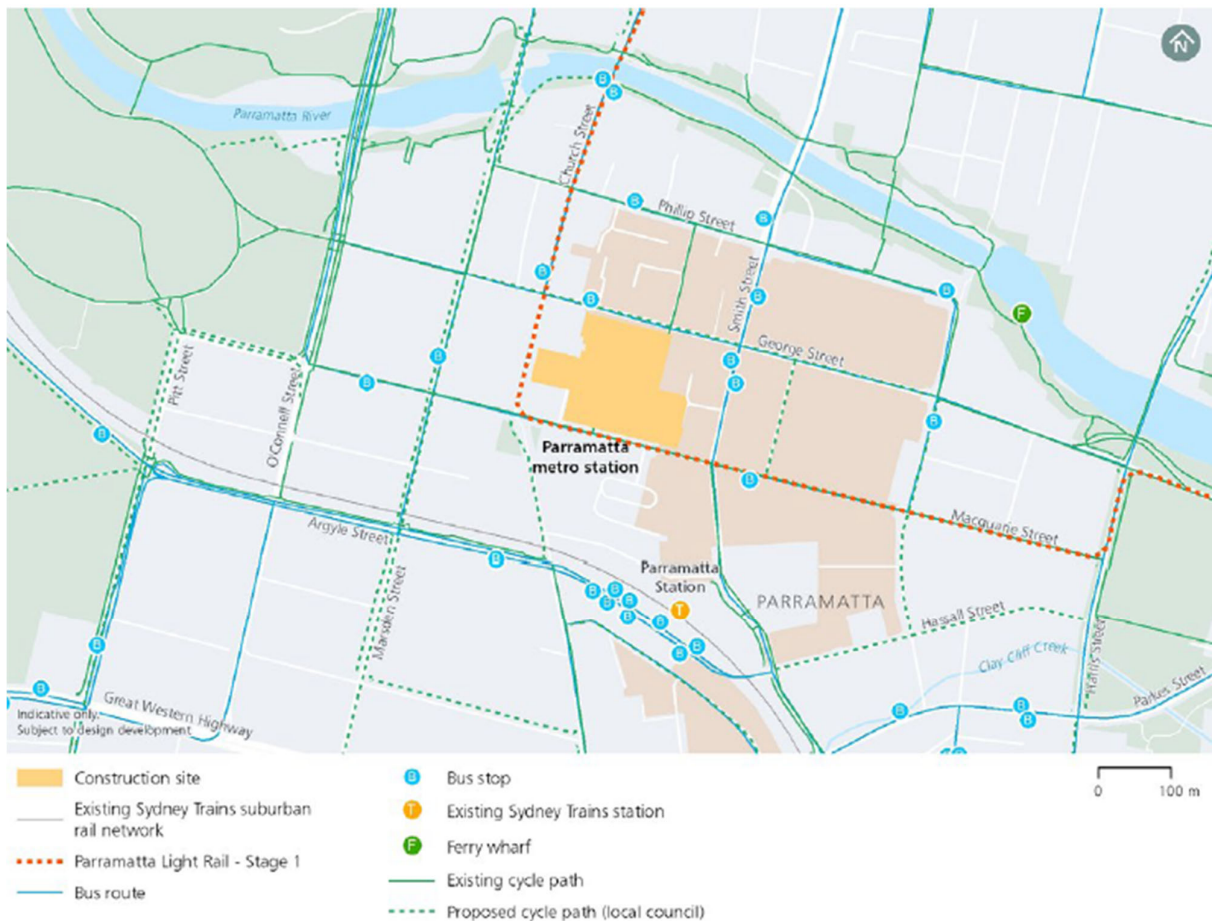 N
Parramatta River
Church Street
B
B
Phillip Street
B
B
Smith Street
B
B
B
B
George Street
F
Pitt Street
O'Connell Street
B
B
B
B
B
Parramatta
metro station
B
B
Macquarie Street
Argyle Street
Marsden Street
B
Parramatta
Station
T
PARRAMATTA
Hassall Street
Clay Cliff Creek
Harris Street
Parkes Street
B
B
B
B
B
B
B
B
B
B
Great Western Highway
B
B
B
B
Indicative only.
Subject to design development
Construction site
Existing Sydney Trains suburban
rail network
Parramatta Light Rail - Stage 1
Bus route
B Bus stop
T Existing Sydney Trains station
F Ferry wharf
Existing cycle path
Proposed cycle path (local council)
0 100 m